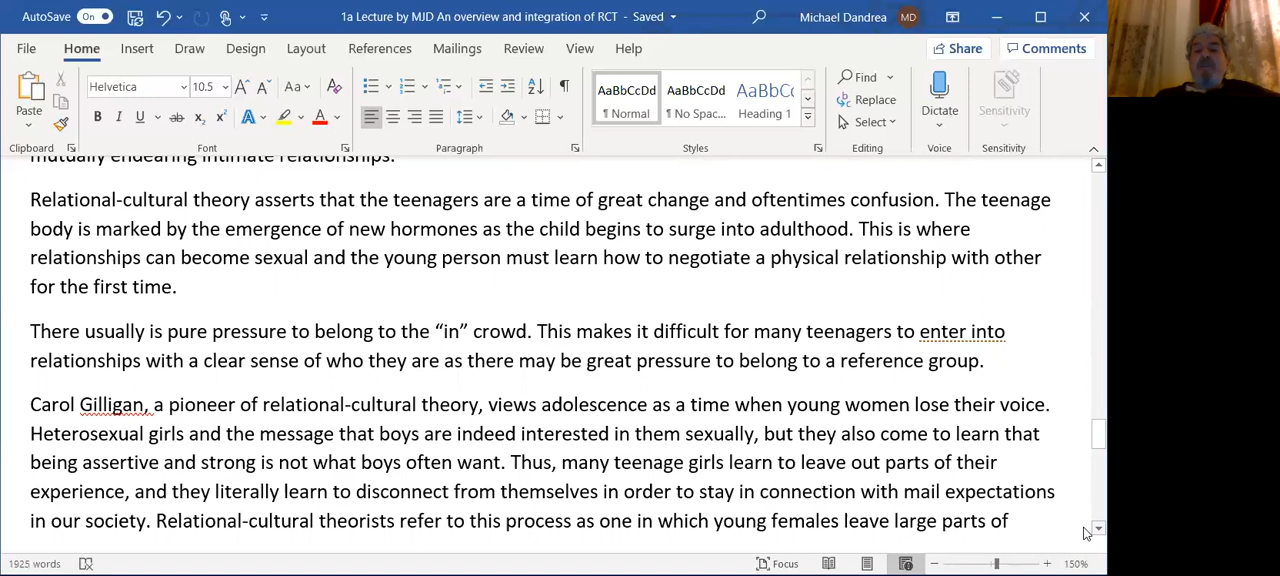 AutoSave On 1a Lecture by MJD An overview and integration of RCT - Saved Michael Dandrea MD
File Home Insert Draw Design Layout References Mailings Review View Help Share Comments
Helvetica 10.5 A A Aa A AaBbCcDd AaBbCcDd AaBbCc Find
Paste B I U ab x₂ x² A A ¶ Normal ¶ No Spac... Heading 1 Replace Dictate Sensitivity
Select
Clipboard Font Paragraph Styles Editing Voice Sensitivity
mutually endearing intimate relationships.
Relational-cultural theory asserts that the teenagers are a time of great change and oftentimes confusion. The teenage
body is marked by the emergence of new hormones as the child begins to surge into adulthood. This is where
relationships can become sexual and the young person must learn how to negotiate a physical relationship with other
for the first time.
There usually is pure pressure to belong to the “in” crowd. This makes it difficult for many teenagers to enter into
relationships with a clear sense of who they are as there may be great pressure to belong to a reference group.
Carol Gilligan, a pioneer of relational-cultural theory, views adolescence as a time when young women lose their voice.
Heterosexual girls and the message that boys are indeed interested in them sexually, but they also come to learn that
being assertive and strong is not what boys often want. Thus, many teenage girls learn to leave out parts of their
experience, and they literally learn to disconnect from themselves in order to stay in connection with mail expectations
in our society. Relational-cultural theorists refer to this process as one in which young females leave large parts of
1925 words Focus 150%